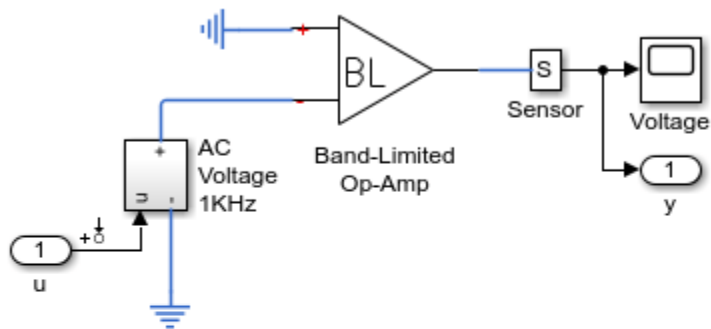 +
BL
-
S
Sensor
Voltage
+
AC
Voltage
1KHz
u
-
Band-Limited
Op-Amp
1
y
+
1
u